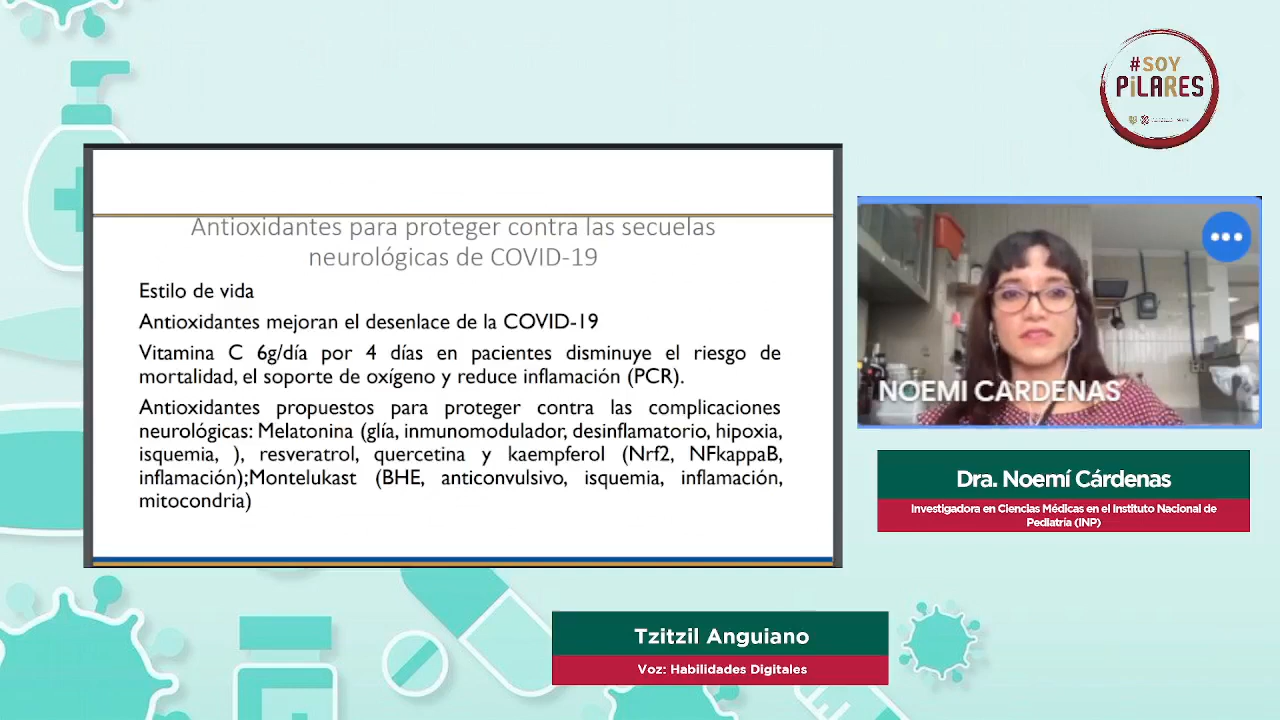 #SOY
PiLARES
Antioxidantes para proteger contra las secuelas
neurológicas de COVID-19
Estilo de vida
Antioxidantes mejoran el desenlace de la COVID-19
Vitamina C 6g/día por 4 días en pacientes disminuye el riesgo de
mortalidad, el soporte de oxígeno y reduce inflamación (PCR).
Antioxidantes propuestos para proteger contra las complicaciones
neurológicas: Melatonina (glía, inmunomodulador, desinflamatorio, hipoxia,
isquemia, ), resveratrol, quercetina y kaempferol (Nrf2, NFkappaB,
inflamación);Montelukast (BHE, anticonvulsivo, isquemia, inflamación,
mitocondria)
NOEMI CARDENAS
Dra. Noemí Cárdenas
Investigadora en Ciencias Médicas en el Instituto Nacional de
Pediatría (INP)
Tzitzil Anguiano
Voz: Habilidades Digitales